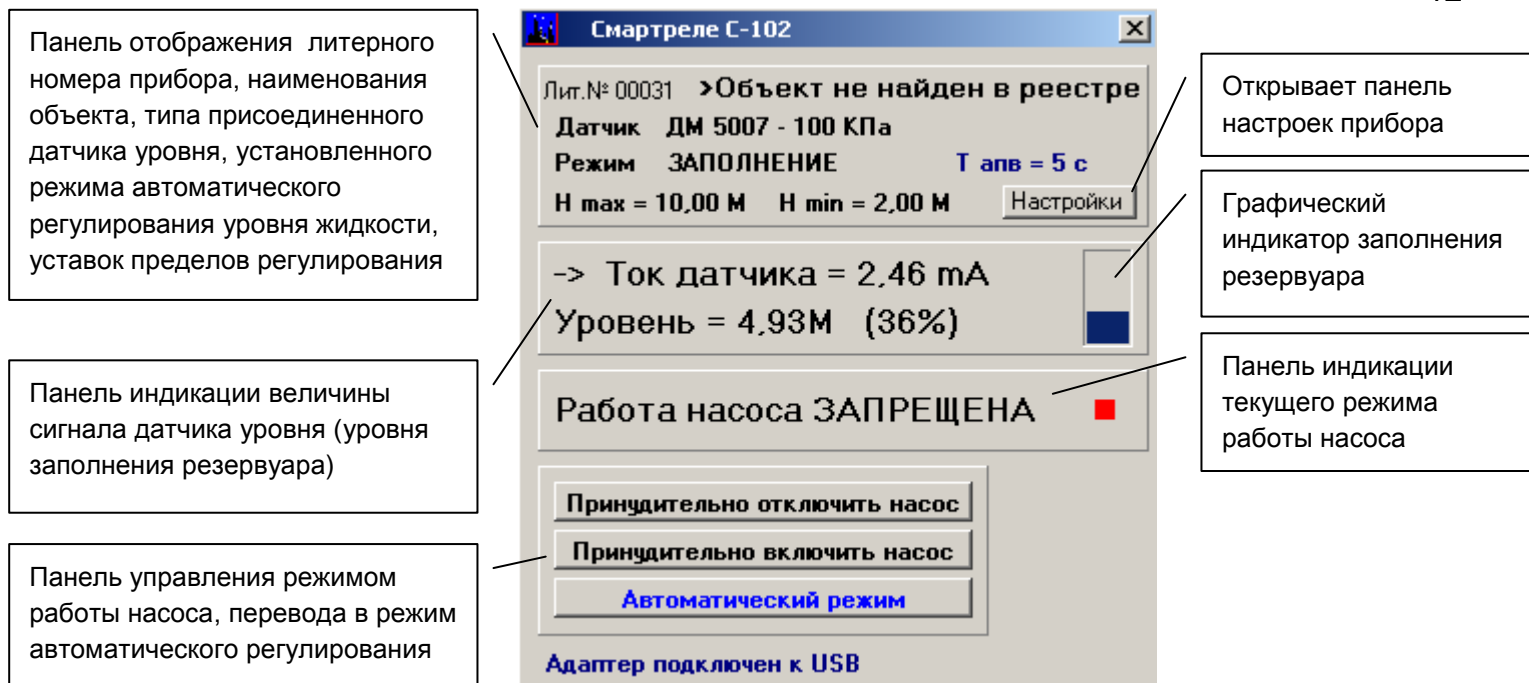 Панель отображения литерного
номера прибора, наименования
объекта, типа присоединенного
датчика уровня, установленного
режима автоматического
регулирования уровня жидкости,
уставок пределов регулирования
Панель индикации величины
сигнала датчика уровня (уровня
заполнения резервуара)
Панель управления режимом
работы насоса, перевода в режим
автоматического регулирования
Смартреле С-102
Лит.№ 00031 >Объект не найден в реестре
Датчик ДМ 5007 - 100 КПа
Режим ЗАПОЛНЕНИЕ Т апв = 5 с
H max = 10,00 М H min = 2,00 М Настройки
-> Ток датчика = 2,46 mA
Уровень = 4,93М (36%)
Работа насоса ЗАПРЕЩЕНА
Принудительно отключить насос
Принудительно включить насос
Автоматический режим
Адаптер подключен к USB
Открывает панель
настроек прибора
Графический
индикатор заполнения
резервуара
Панель индикации
текущего режима
работы насоса